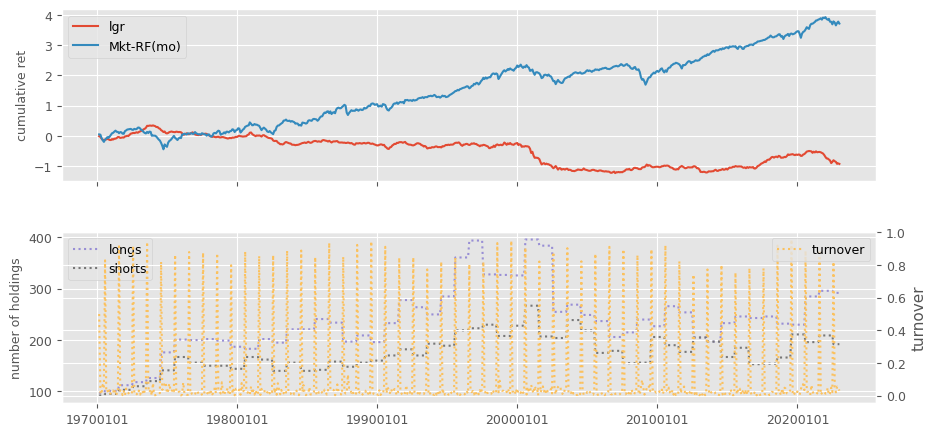 4
3
2
1
0
−1
cumulative ret
lgr
Mkt-RF(mo)
400
300
200
100
number of holdings
longs
shorts
turnover
1.0
0.8
0.6
0.4
0.2
0.0
turnover
19700101
19800101
19900101
20000101
20100101
20200101